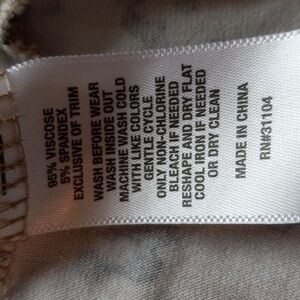 95% VISCOSE
5% SPANDEX
EXCLUSIVE OF TRIM
WASH BEFORE WEAR
WASH INSIDE OUT
MACHINE WASH COLD
WITH LIKE COLORS
GENTLE CYCLE
ONLY NON-CHLORINE
BLEACH IF NEEDED
RESHAPE AND DRY FLAT
COOL IRON IF NEEDED
OR DRY CLEAN
MADE IN CHINA
RN#31104